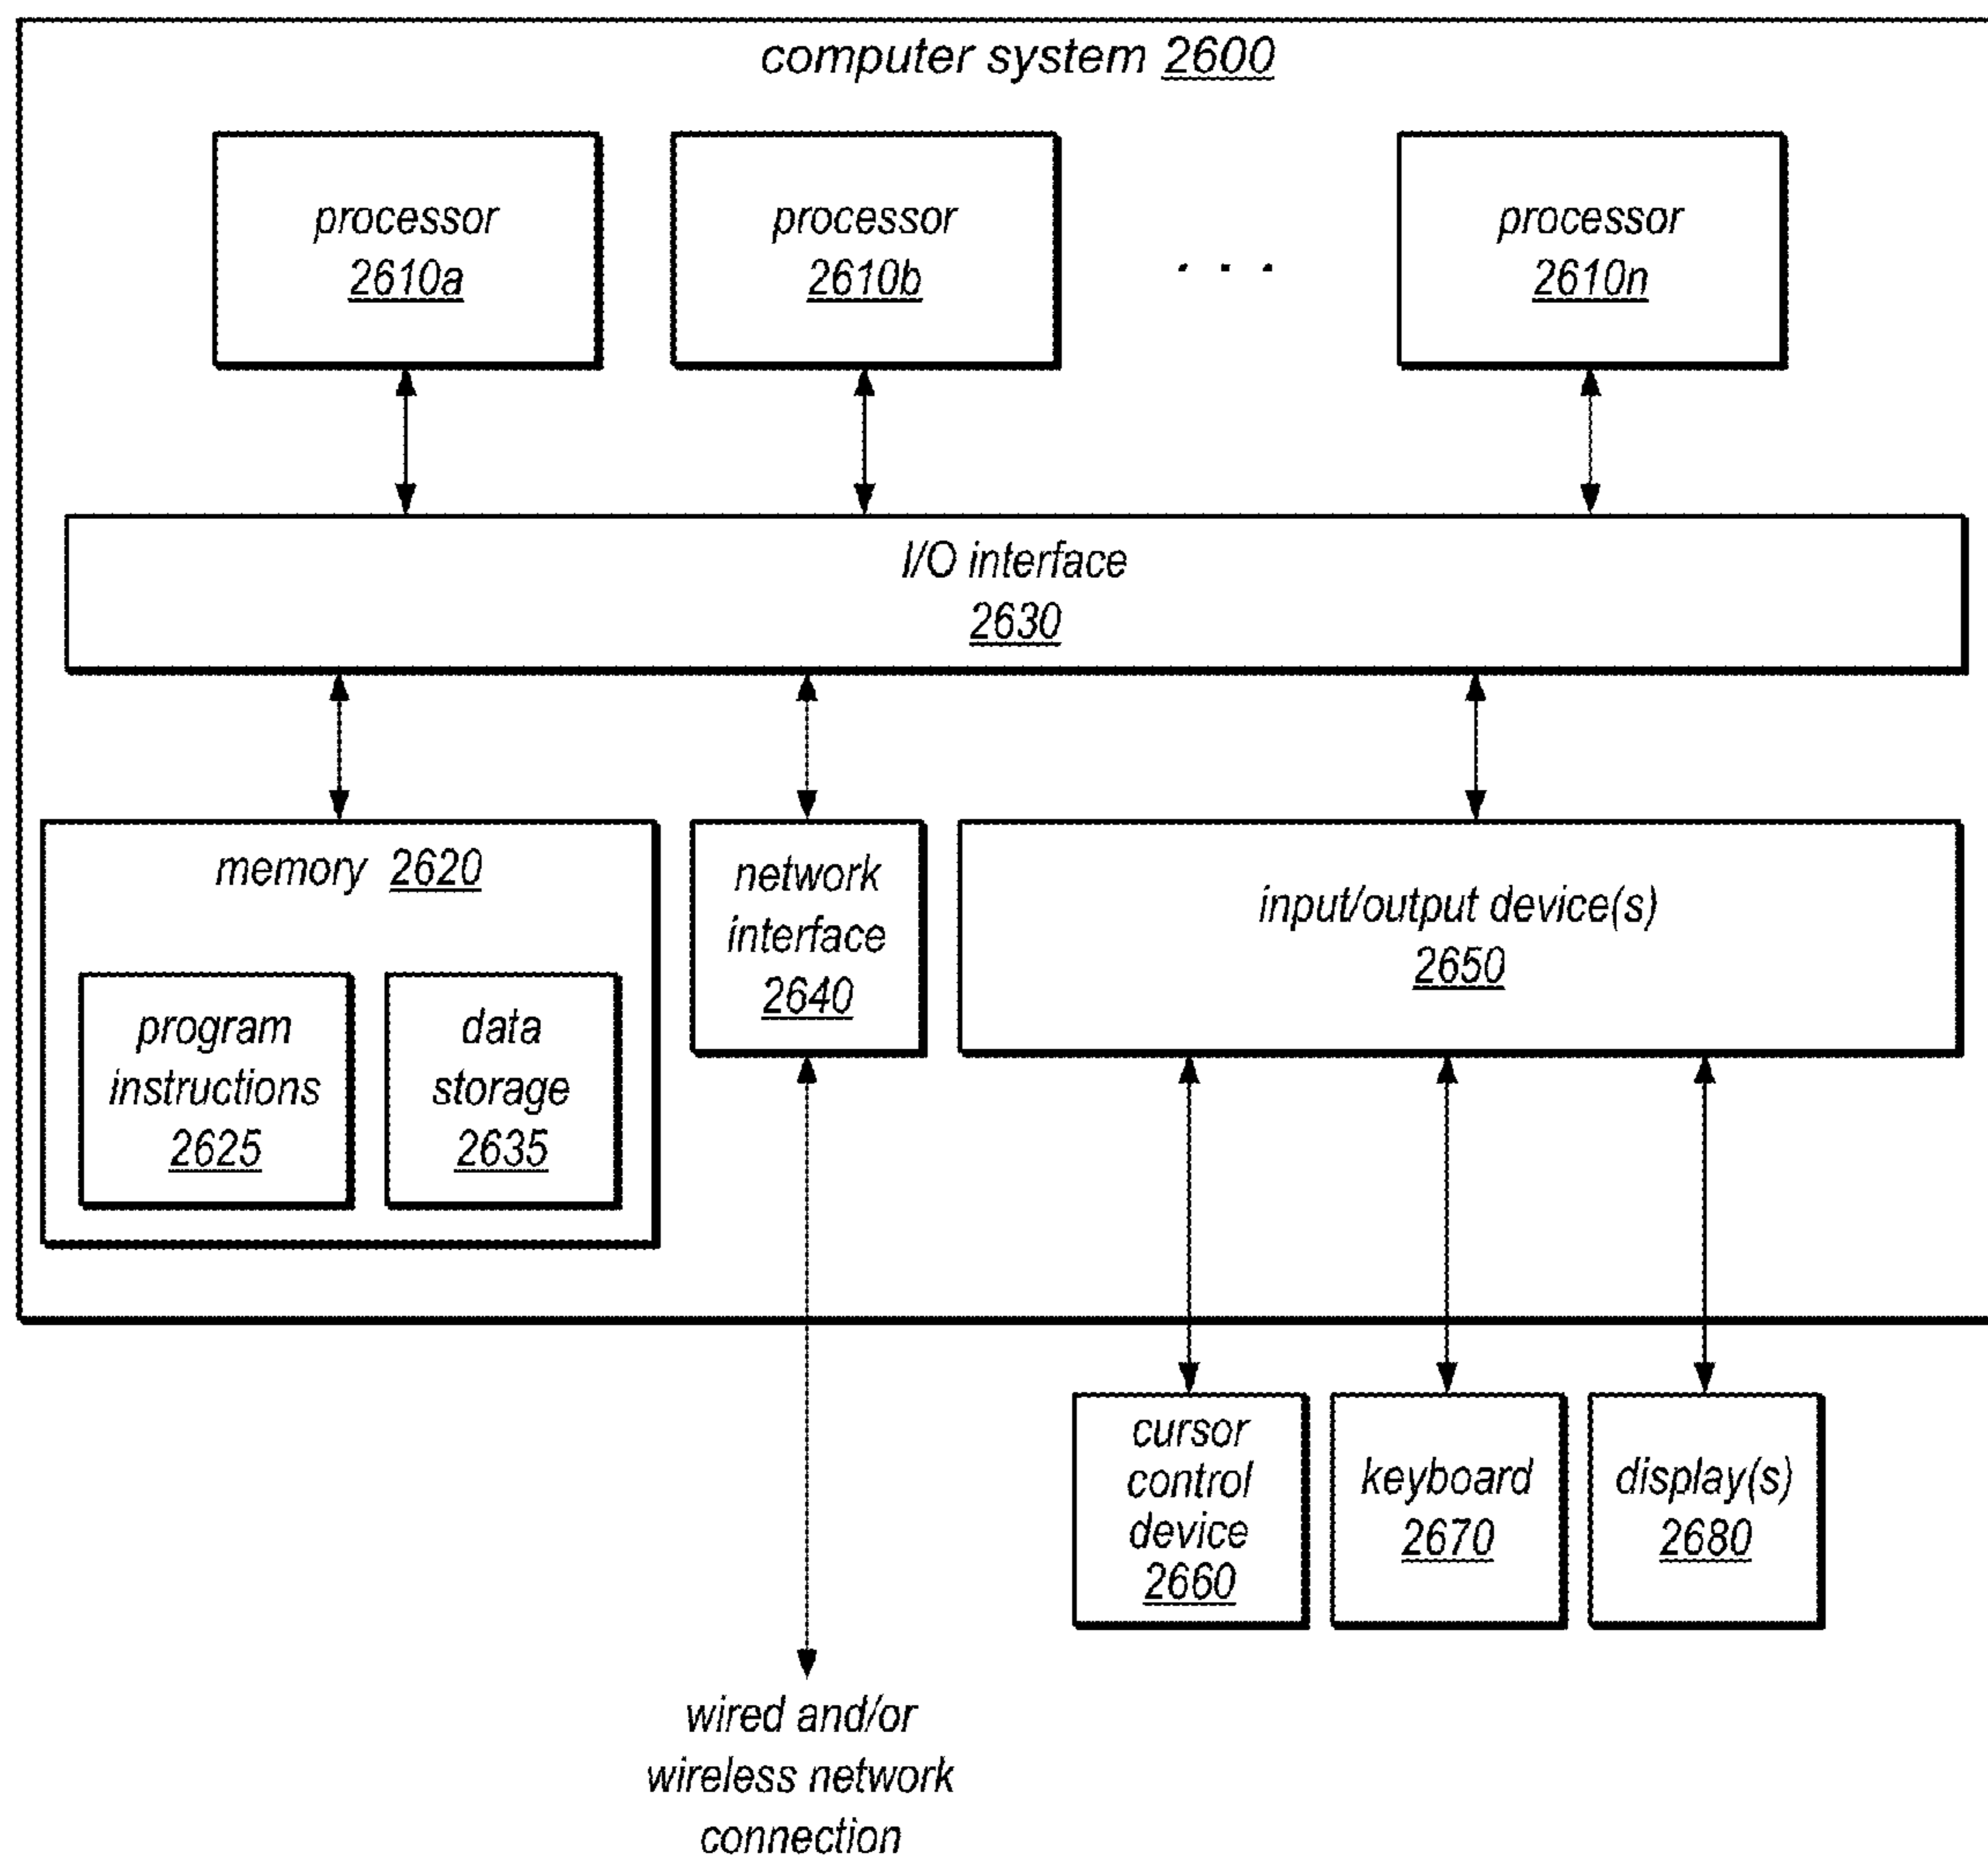 computer system 2600
processor
2610a
processor
2610b
. . .
processor
2610n
I/O interface
2630
memory 2620
program
instructions
2625
data
storage
2635
network
interface
2640
input/output device(s)
2650
cursor
control
device
2660
keyboard
2670
display(s)
2680
wired and/or
wireless network
connection